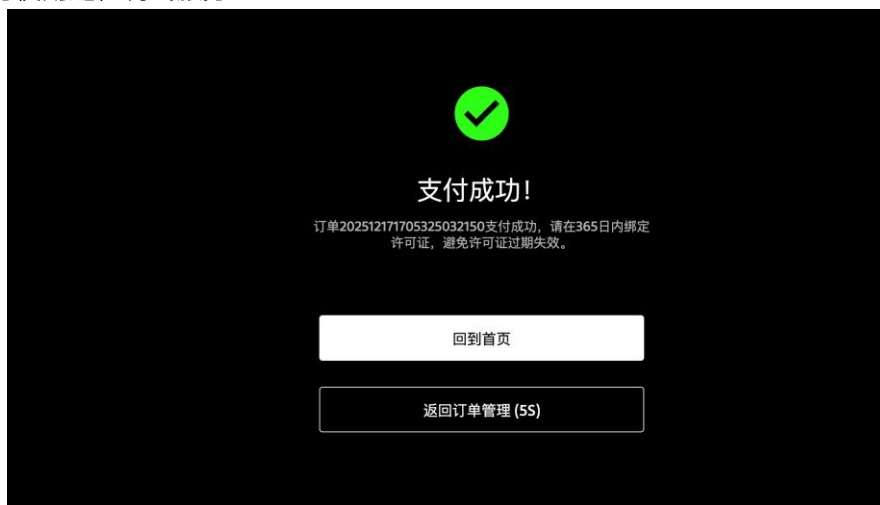 支付成功！
订单202512171705325032150支付成功，请在365日内绑定
许可证，避免许可证过期失效。
回到首页
返回订单管理 (5S)